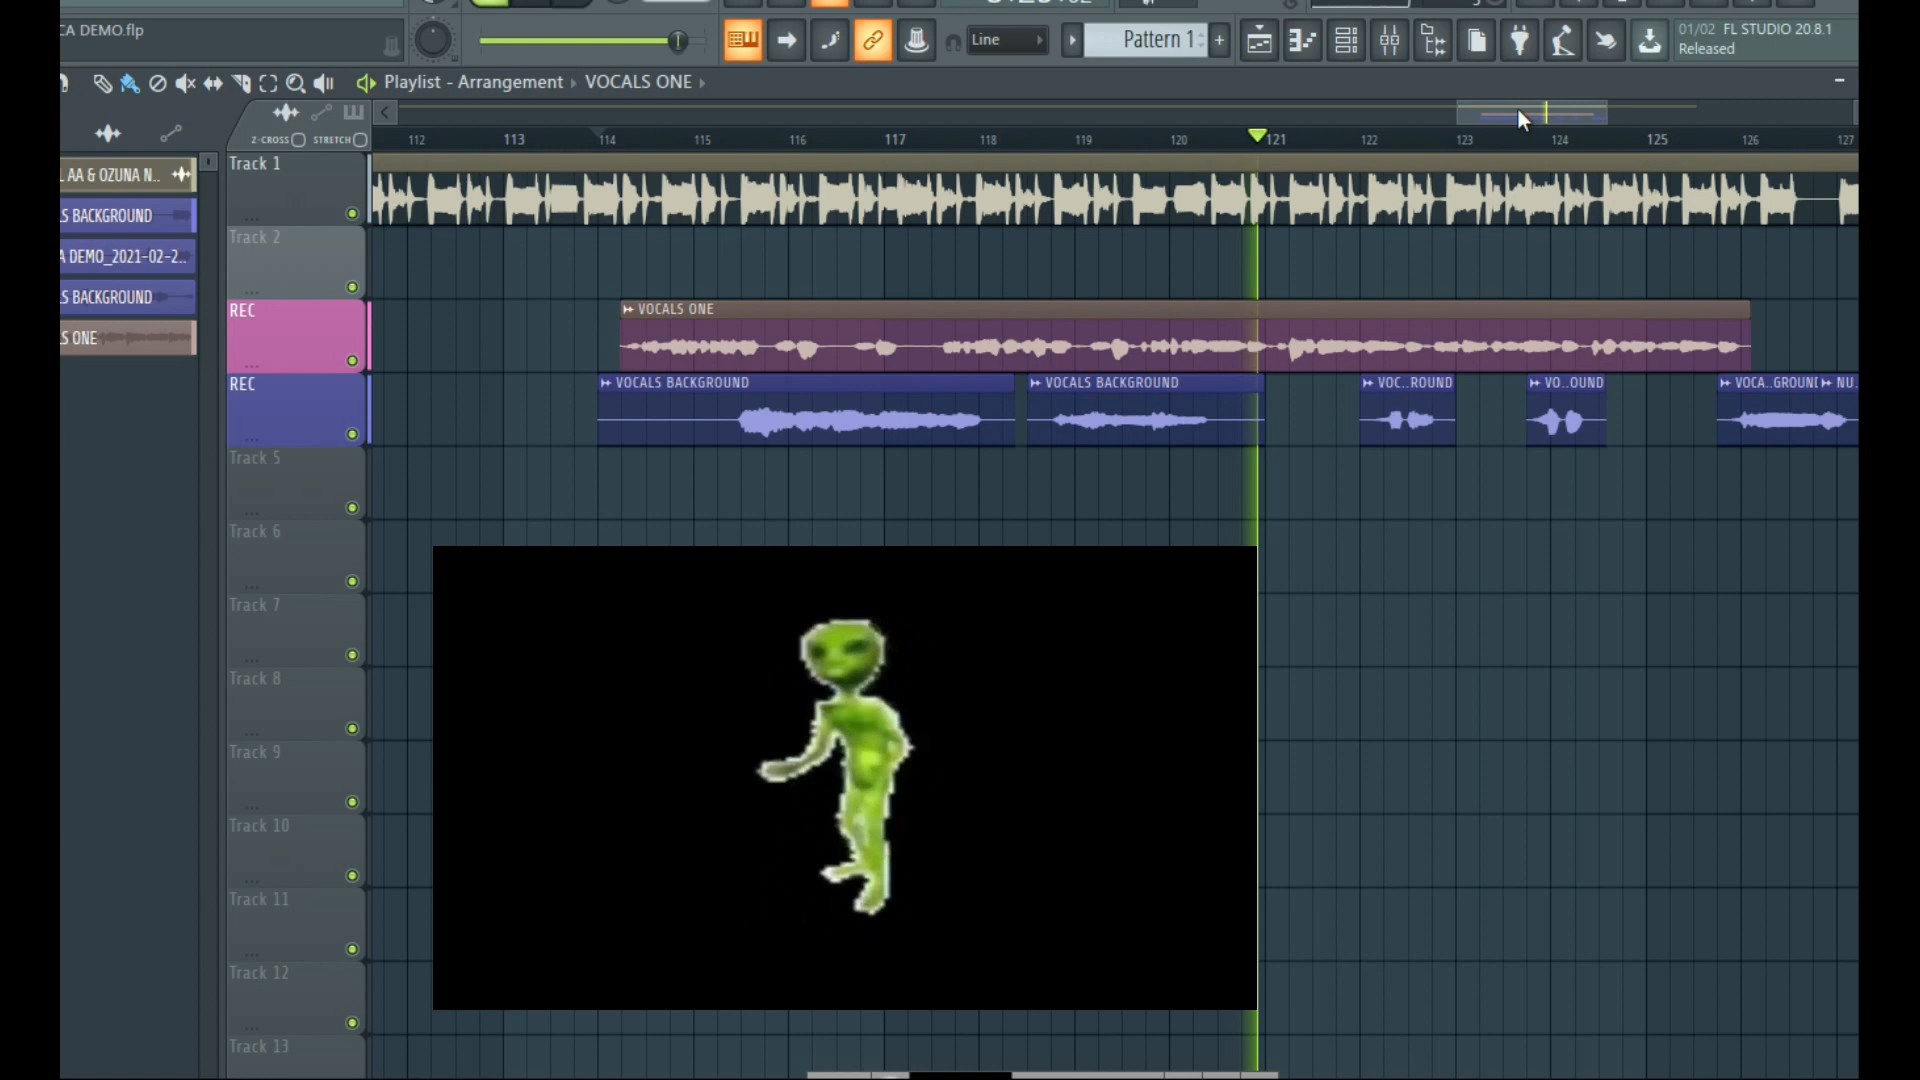 CA DEMO.flp
Line
Pattern 1
01/02 FL STUDIO 20.8.1
Released
Playlist - Arrangement VOCALS ONE
Z-CROSS STRETCH
112 113 114 115 116 117 118 119 120 121 122 123 124 125 126 127
L AA & OZUNA N..
Track 1
LS BACKGROUND
Track 2
A DEMO_2021-02-2..
LS BACKGROUND
REC
VOCALS ONE
S ONE
REC
VOCALS BACKGROUND
VOCALS BACKGROUND
VOC..ROUND
VO..OUND
VOCA..GROUND
NU.
Track 5
Track 6
Track 7
Track 8
Track 9
Track 10
Track 11
Track 12
Track 13